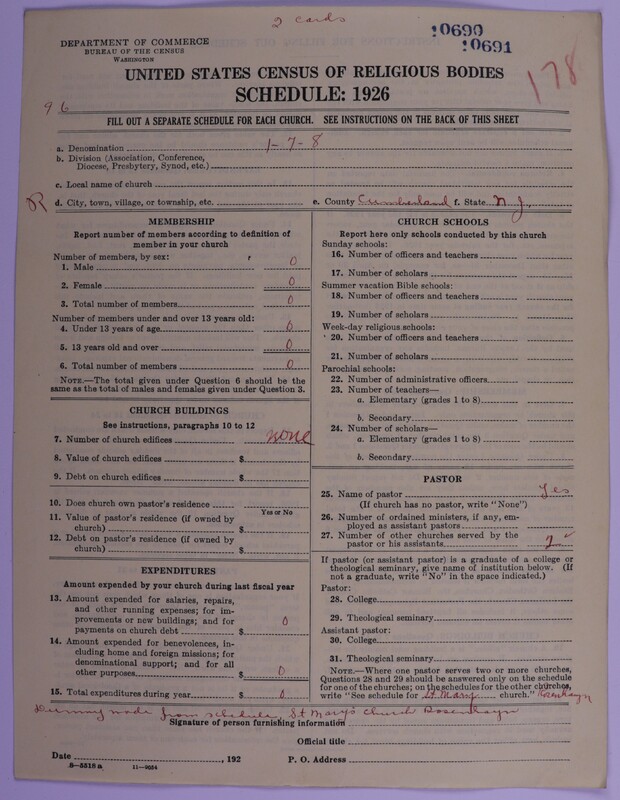 2 cards
10690
10691
178
DEPARTMENT OF COMMERCE
BUREAU OF THE CENSUS
WASHINGTON
UNITED STATES CENSUS OF RELIGIOUS BODIES
SCHEDULE: 1926
96
FILL OUT A SEPARATE SCHEDULE FOR EACH CHURCH. SEE INSTRUCTIONS ON THE BACK OF THIS SHEET
a. Denomination 1-7-8
b. Division (Association, Conference,
Diocese, Presbytery, Synod, etc.)
c. Local name of church
R d. City, town, village, or township, etc. e. County Cumberland f. State N J.
MEMBERSHIP
Report number of members according to definition of
member in your church
Number of members, by sex:
1. Male 0
2. Female 0
3. Total number of members 0
Number of members under and over 13 years old:
4. Under 13 years of age 0
5. 13 years old and over 0
6. Total number of members 0
NOTE.—The total given under Question 6 should be the
same as the total of males and females given under Question 3.
CHURCH BUILDINGS
See instructions, paragraphs 10 to 12
7. Number of church edifices none
8. Value of church edifices $
9. Debt on church edifices $
10. Does church own pastor's residence
Yes or No
11. Value of pastor's residence (if owned by
church) $
12. Debt on pastor's residence (if owned by
church) $
EXPENDITURES
Amount expended by your church during last fiscal year
13. Amount expended for salaries, repairs,
and other running expenses; for im-
provements or new buildings; and for
payments on church debt $ 0
14. Amount expended for benevolences, in-
cluding home and foreign missions; for
denominational support; and for all
other purposes $ 0
15. Total expenditures during year $ 0
CHURCH SCHOOLS
Report here only schools conducted by this church
Sunday schools:
16. Number of officers and teachers
17. Number of scholars
Summer vacation Bible schools:
18. Number of officers and teachers
19. Number of scholars
Week-day religious schools:
20. Number of officers and teachers
21. Number of scholars
Parochial schools:
22. Number of administrative officers
23. Number of teachers—
a. Elementary (grades 1 to 8)
b. Secondary
24. Number of scholars—
a. Elementary (grades 1 to 8)
b. Secondary
PASTOR
25. Name of pastor Yes
(If church has no pastor, write "None")
26. Number of ordained ministers, if any, em-
ployed as assistant pastors
27. Number of other churches served by the
pastor or his assistants 2
If pastor (or assistant pastor) is a graduate of a college or
theological seminary, give name of institution below. (If
not a graduate, write "No" in the space indicated.)
Pastor:
28. College
29. Theological seminary
Assistant pastor:
30. College
31. Theological seminary
NOTE.—Where one pastor serves two or more churches,
Questions 28 and 29 should be answered only on the schedule
for one of the churches; on the schedules for the other churches,
write "See schedule for St Mary church." Rosenhayn
Dummy made from schedule, St Mary's Church Rosenhayn
Signature of person furnishing information
Official title
Date , 192 P. O. Address
8—5518 a 11—9024